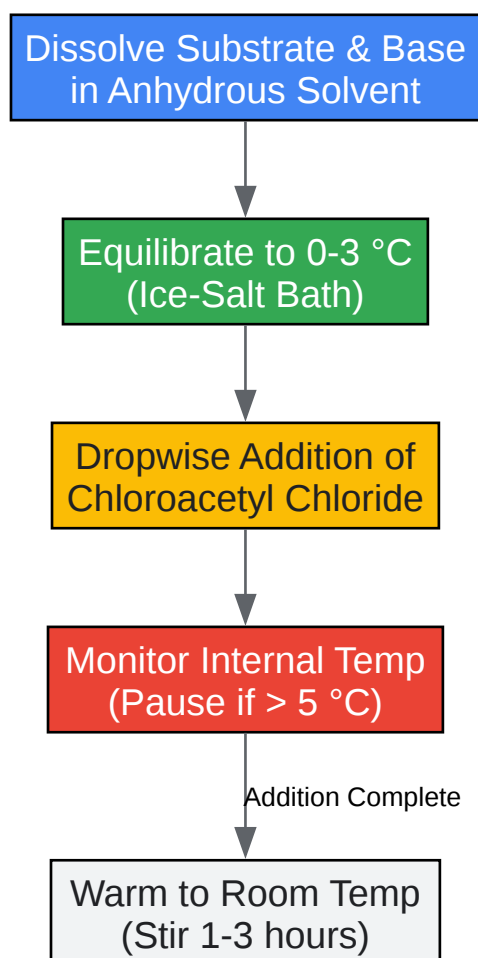 Dissolve Substrate & Base
in Anhydrous Solvent
Equilibrate to 0-3 °C
(Ice-Salt Bath)
Dropwise Addition of
Chloroacetyl Chloride
Monitor Internal Temp
(Pause if > 5 °C)
Addition Complete
Warm to Room Temp
(Stir 1-3 hours)